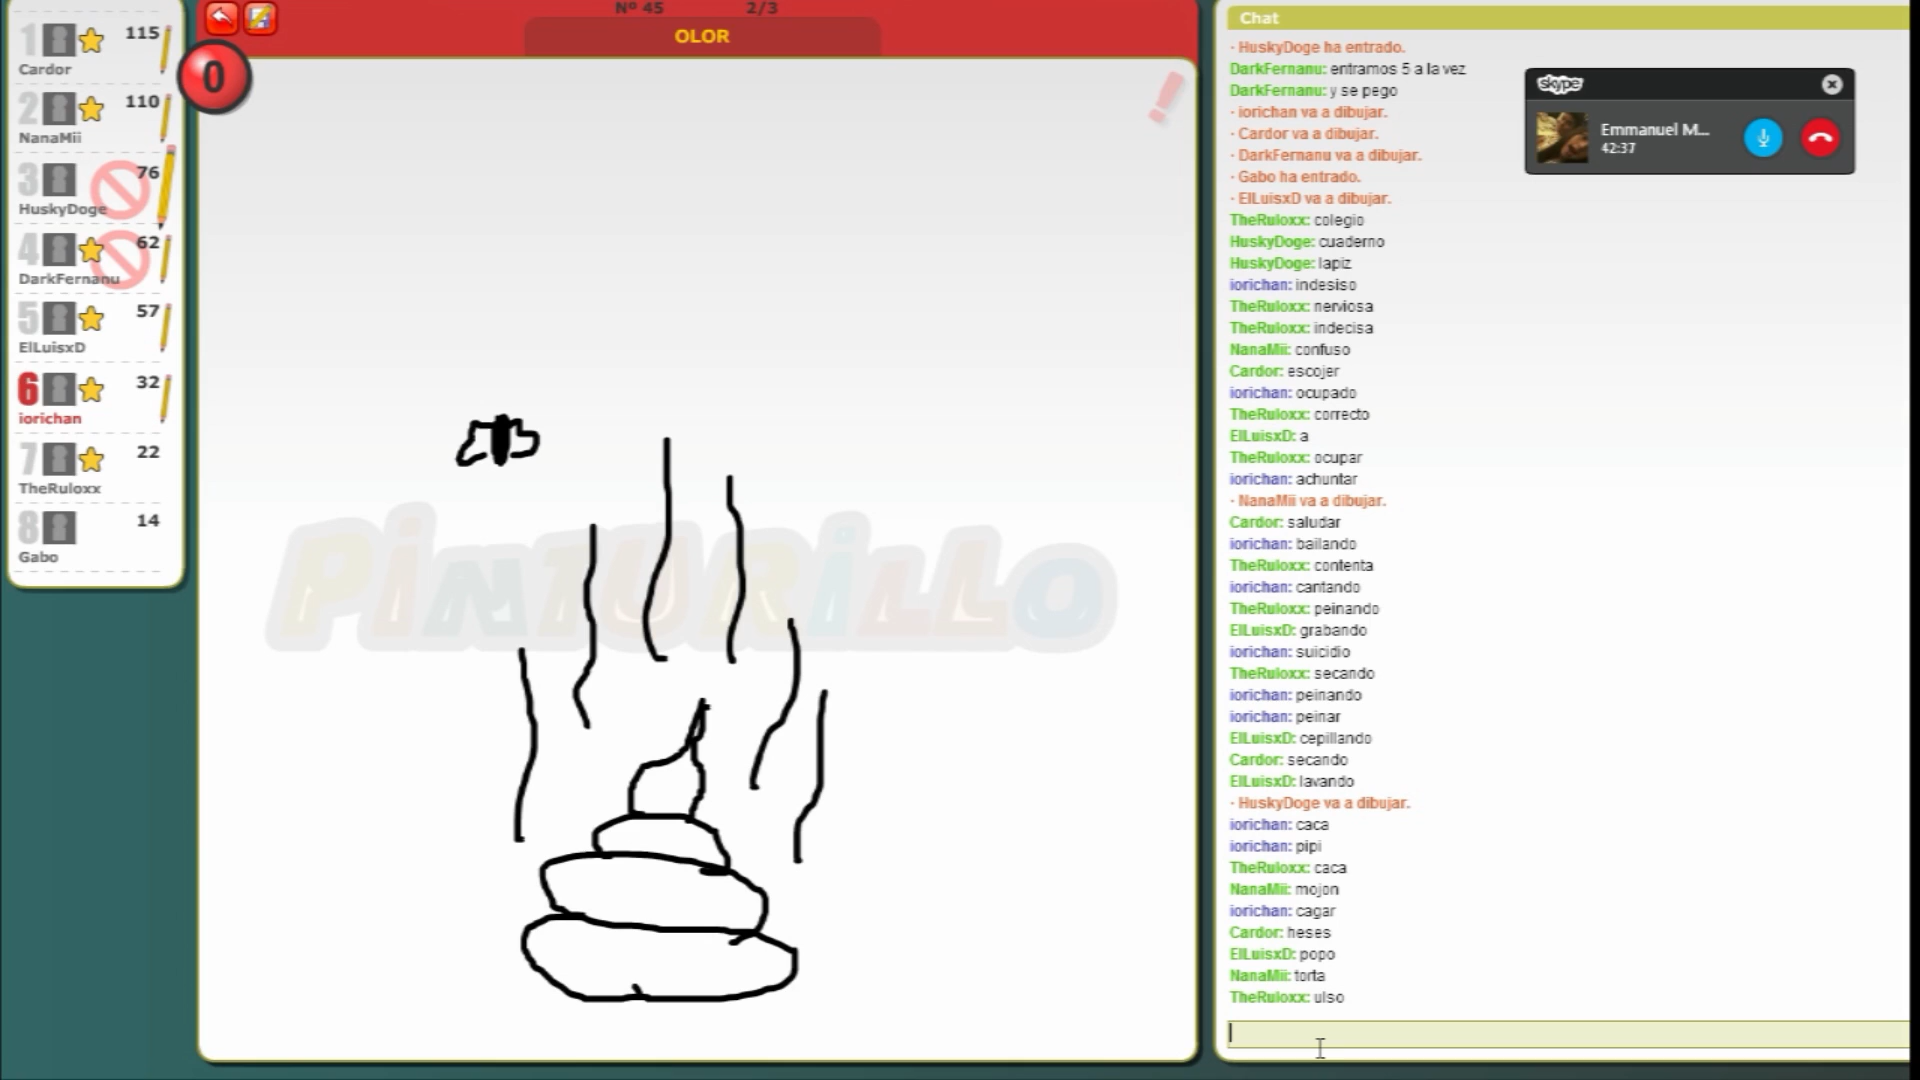 Nº 45 2/3
OLOR
0
1 115
Cardor
2 110
NanaMii
3 76
HuskyDoge
4 62
DarkFernanu
5 57
ElLuisxD
6 32
iorichan
7 22
TheRuloxx
8 14
Gabo
PiNTURiLLO
Chat
· HuskyDoge ha entrado.
DarkFernanu: entramos 5 a la vez
DarkFernanu: y se pego
· iorichan va a dibujar.
· Cardor va a dibujar.
· DarkFernanu va a dibujar.
· Gabo ha entrado.
· ElLuisxD va a dibujar.
TheRuloxx: colegio
HuskyDoge: cuaderno
HuskyDoge: lapiz
iorichan: indesiso
TheRuloxx: nerviosa
TheRuloxx: indecisa
NanaMii: confuso
Cardor: escojer
iorichan: ocupado
TheRuloxx: correcto
ElLuisxD: a
TheRuloxx: ocupar
iorichan: achuntar
· NanaMii va a dibujar.
Cardor: saludar
iorichan: bailando
TheRuloxx: contenta
iorichan: cantando
TheRuloxx: peinando
ElLuisxD: grabando
iorichan: suicidio
TheRuloxx: secando
iorichan: peinando
iorichan: peinar
ElLuisxD: cepillando
Cardor: secando
ElLuisxD: lavando
· HuskyDoge va a dibujar.
iorichan: caca
iorichan: pipi
TheRuloxx: caca
NanaMii: mojon
iorichan: cagar
Cardor: heses
ElLuisxD: popo
NanaMii: torta
TheRuloxx: ulso
skype
Emmanuel M...
42:37